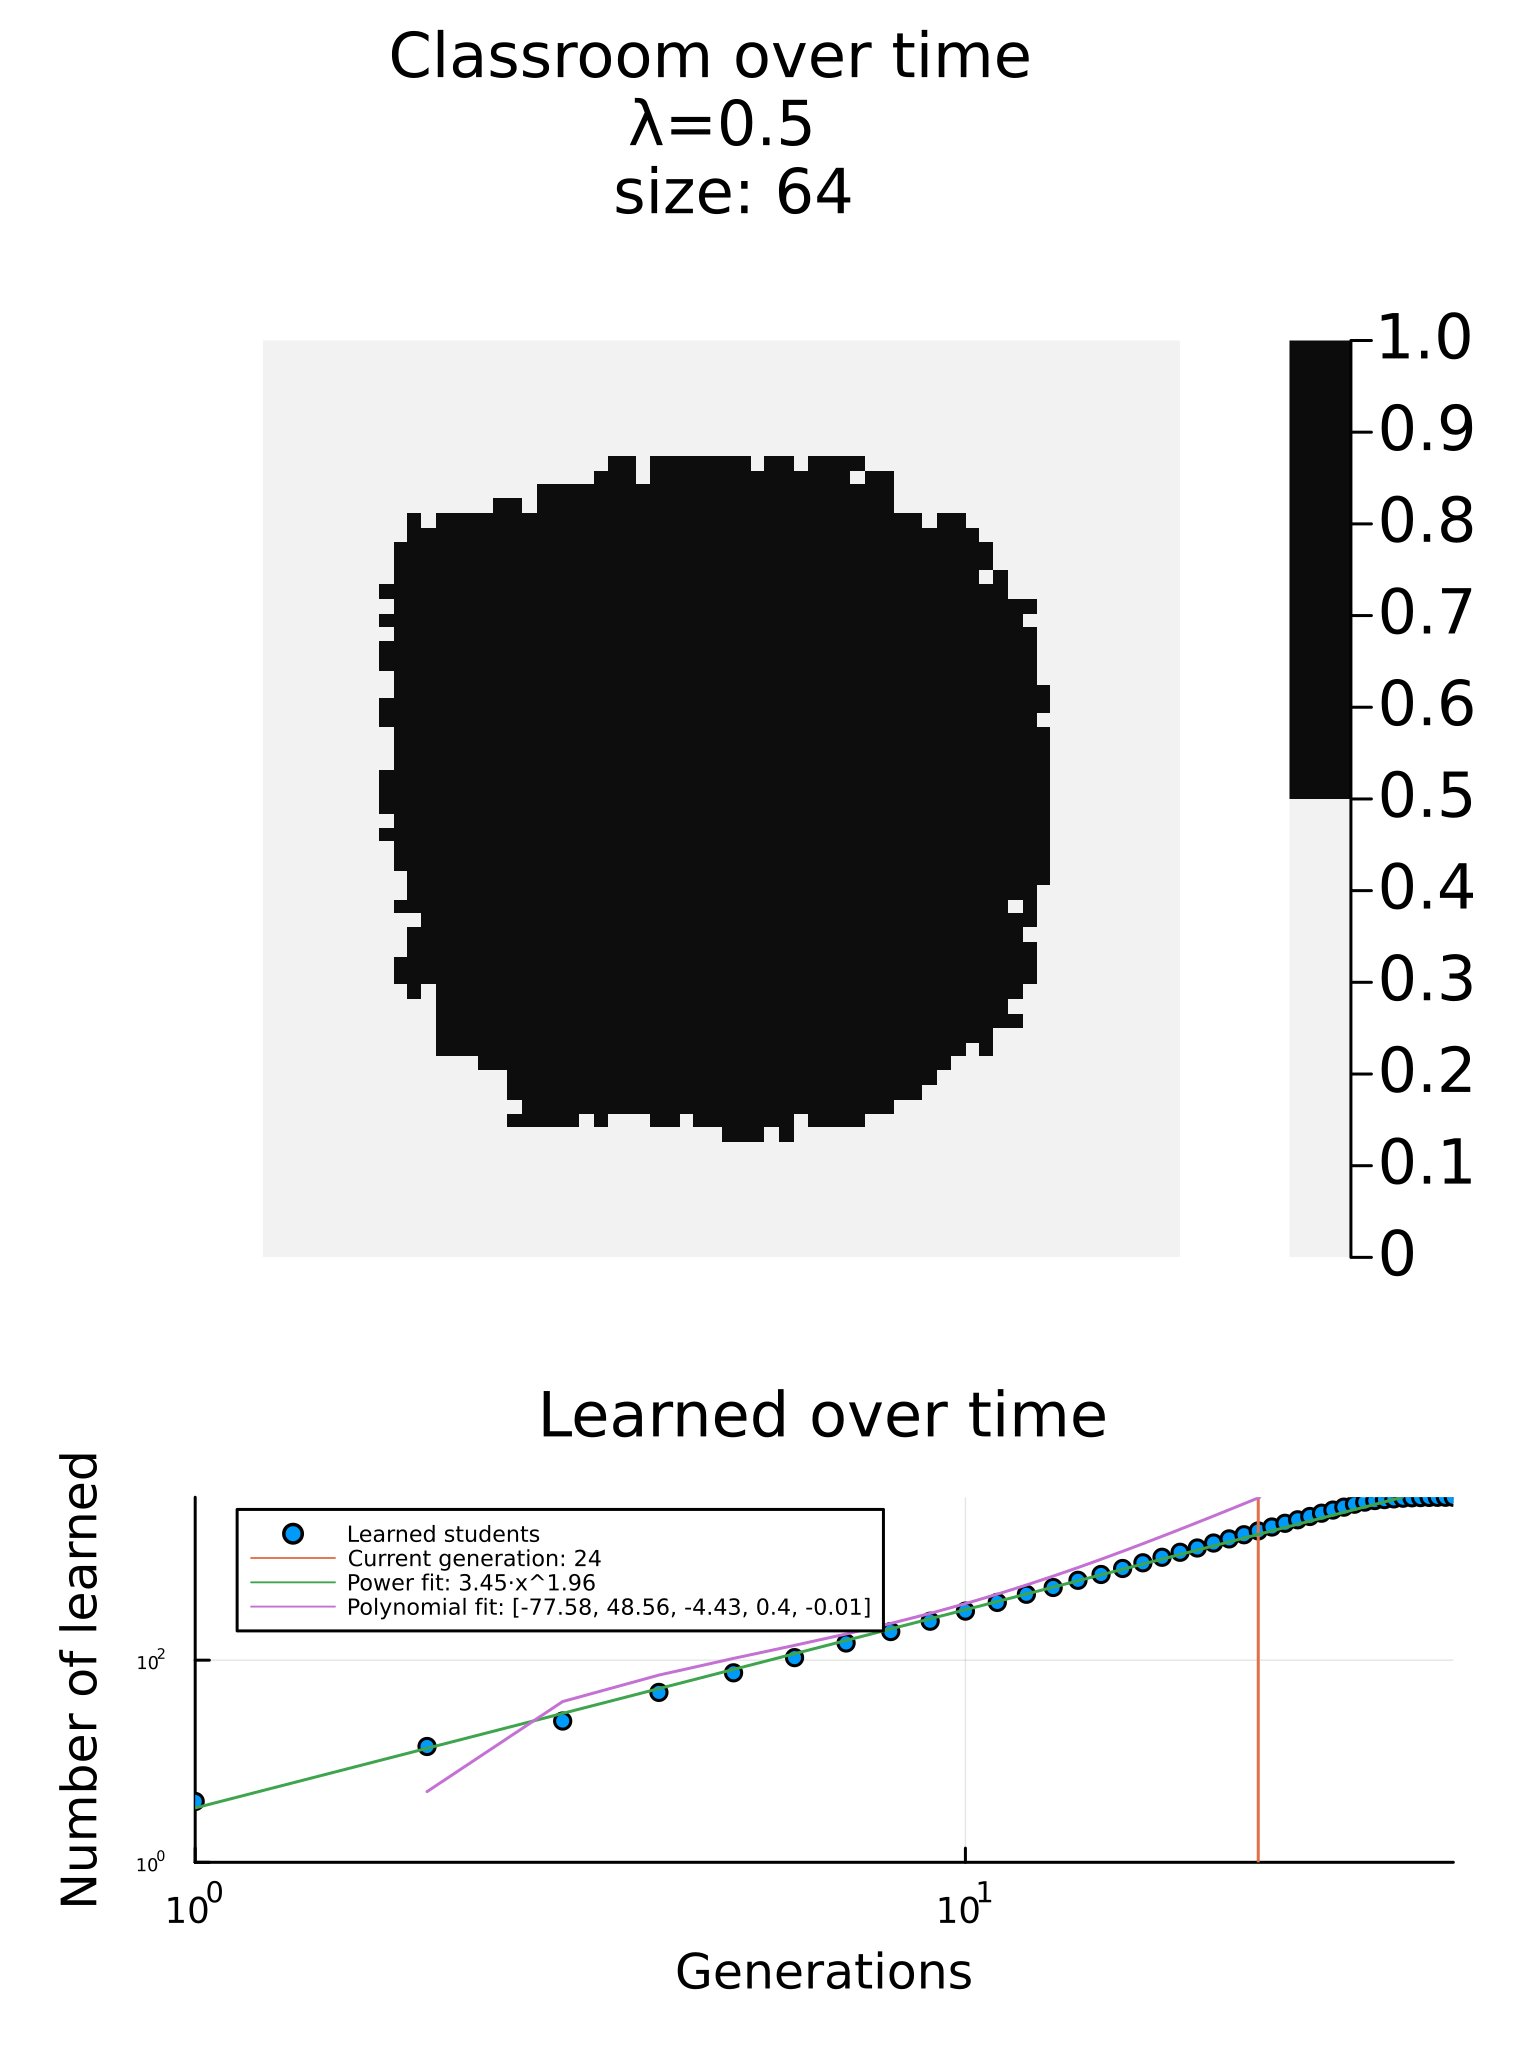 Classroom over time
λ=0.5
size: 64
1.0
0.9
0.8
0.7
0.6
0.5
0.4
0.3
0.2
0.1
0
Learned over time
Number of learned
Learned students
Current generation: 24
Power fit: 3.45·x^1.96
Polynomial fit: [-77.58, 48.56, -4.43, 0.4, -0.01]
10²
10⁰
10⁰ 10¹
Generations